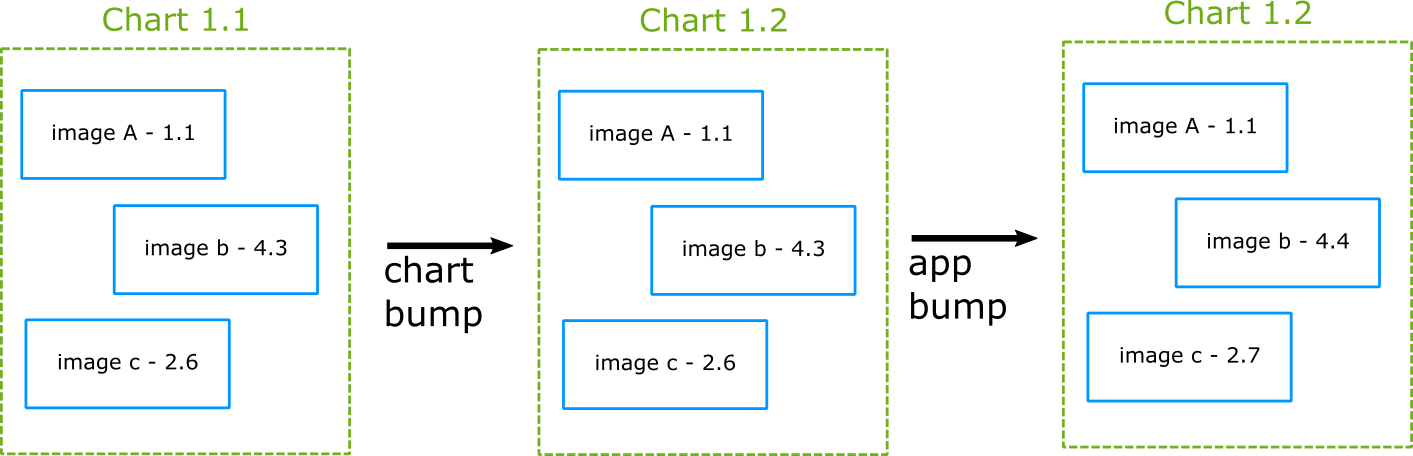 Chart 1.1
image A - 1.1
image b - 4.3
image c - 2.6
chart
bump
Chart 1.2
image A - 1.1
image b - 4.3
image c - 2.6
app
bump
Chart 1.2
image A - 1.1
image b - 4.4
image c - 2.7